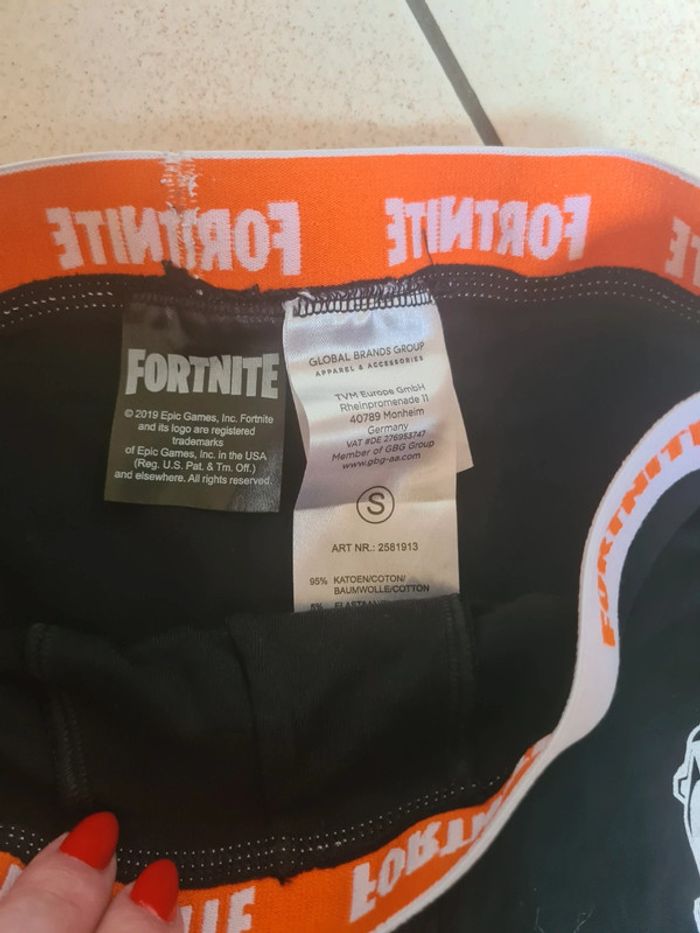 FORTNITE FORTNITE
FORTNITE
© 2019 Epic Games, Inc. Fortnite
and its logo are registered
trademarks
of Epic Games, Inc. in the USA
(Reg. U.S. Pat. & Tm. Off.)
and elsewhere. All rights reserved.
GLOBAL BRANDS GROUP
APPAREL & ACCESSORIES
TVM Europe GmbH
Rheinpromenade 11
40789 Monheim
Germany
VAT #DE 276953747
Member of GBG Group
www.gbg-aa.com
S
ART NR.: 2581913
95% KATOEN/COTON/
BAUMWOLLE/COTTON
5%
FORTNITE